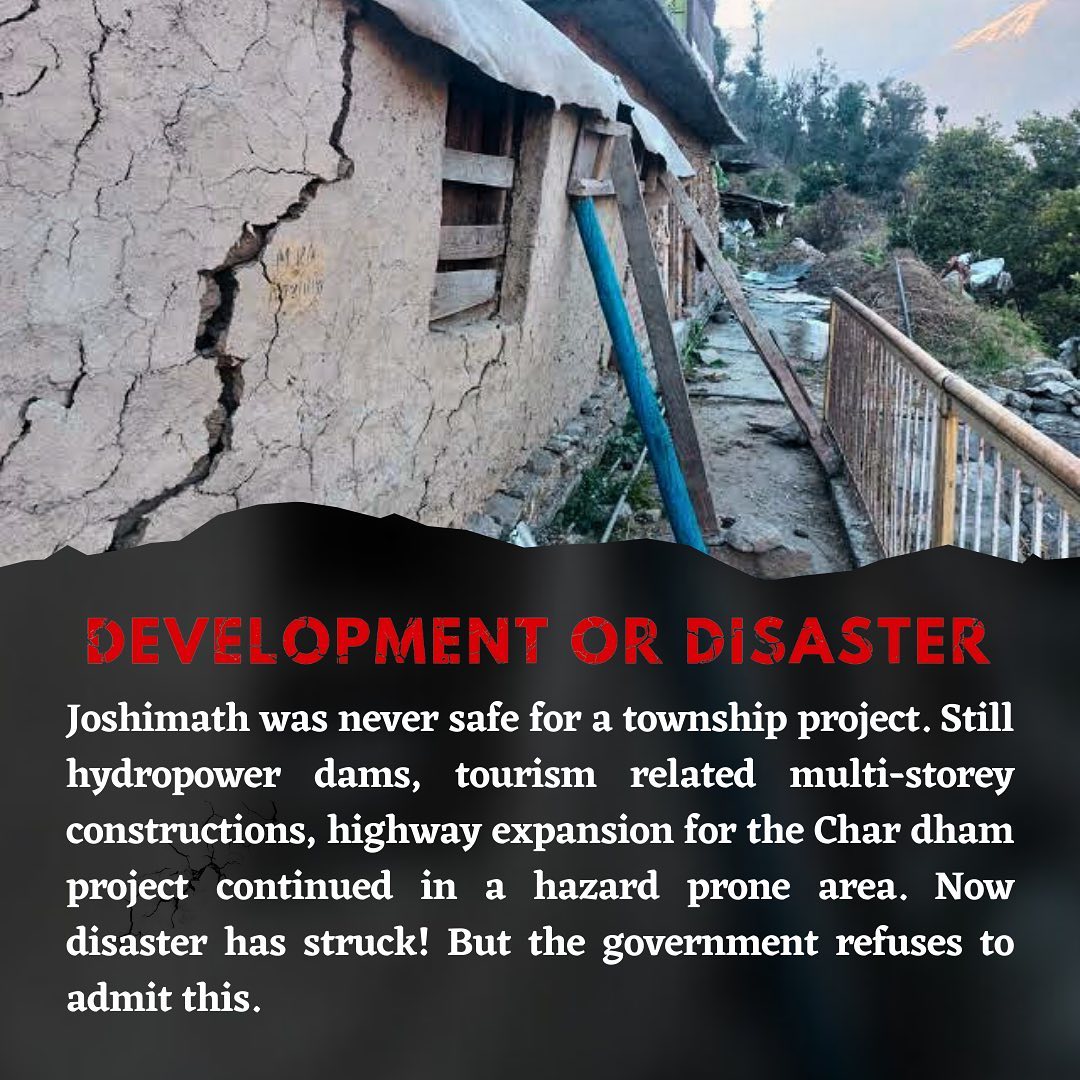 DEVELOPMENT OR DISASTER
Joshimath was never safe for a township project. Still
hydropower dams, tourism related multi-storey
constructions, highway expansion for the Char dham
project continued in a hazard prone area. Now
disaster has struck! But the government refuses to
admit this.